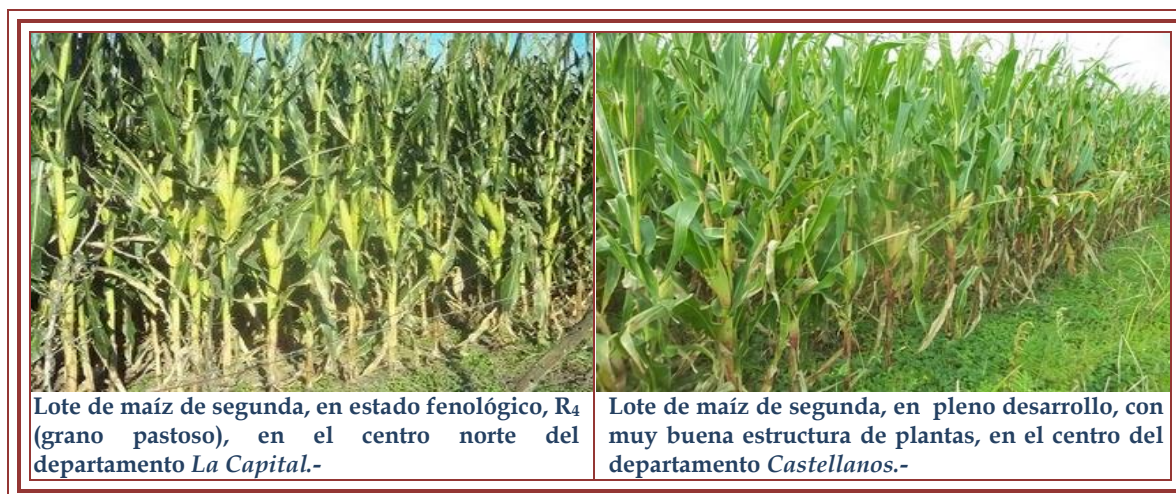 Lote de maíz de segunda, en estado fenológico, R₄
(grano pastoso), en el centro norte del
departamento La Capital.-
Lote de maíz de segunda, en pleno desarrollo, con
muy buena estructura de plantas, en el centro del
departamento Castellanos.-